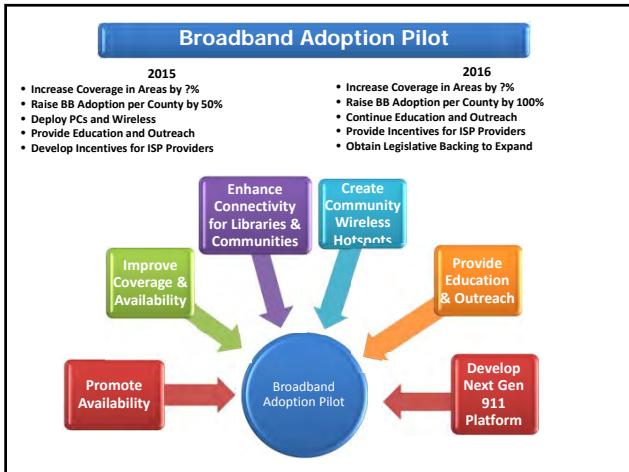 Broadband Adoption Pilot
2015
• Increase Coverage in Areas by ?%
• Raise BB Adoption per County by 50%
• Deploy PCs and Wireless
• Provide Education and Outreach
• Develop Incentives for ISP Providers
2016
• Increase Coverage in Areas by ?%
• Raise BB Adoption per County by 100%
• Continue Education and Outreach
• Provide Incentives for ISP Providers
• Obtain Legislative Backing to Expand
Enhance
Connectivity
for Libraries &
Communities
Create
Community
Wireless
Hotspots
Improve
Coverage &
Availability
Provide
Education
& Outreach
Promote
Availability
Broadband
Adoption Pilot
Develop
Next Gen
911
Platform